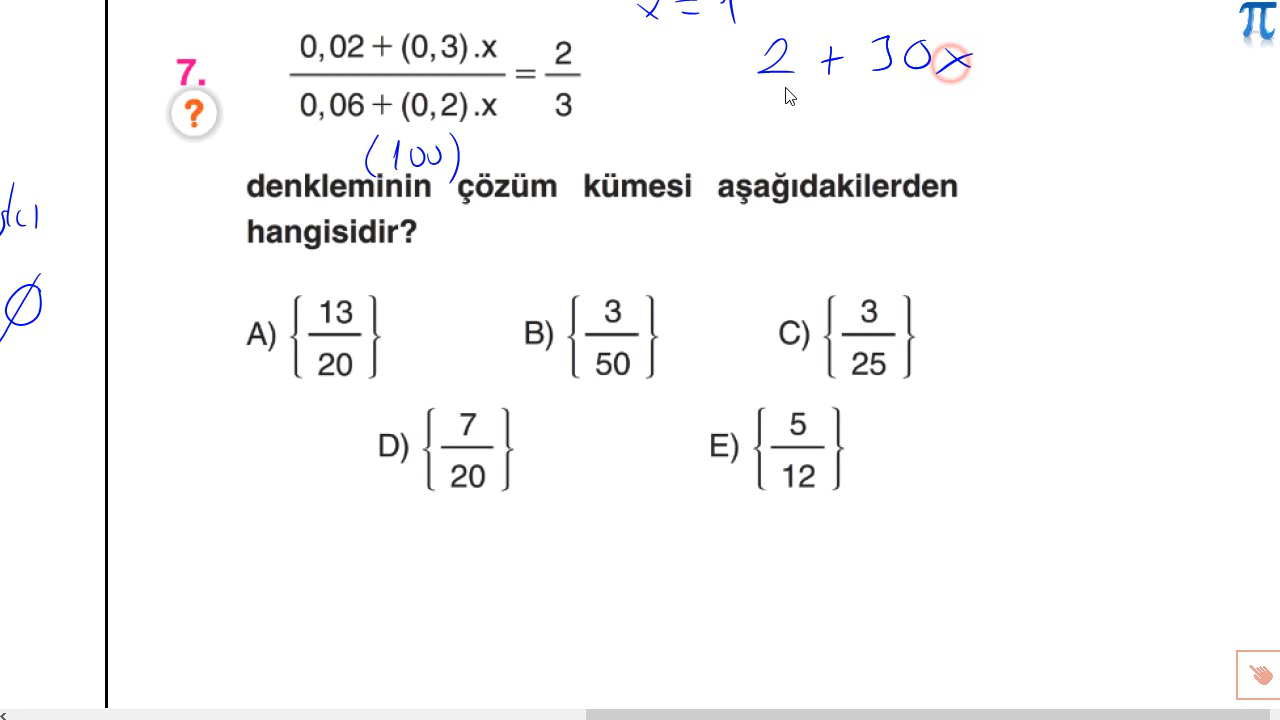 x = 1
π
7.
0,02 + (0,3).x / 0,06 + (0,2).x = 2 / 3
2 + 30x
?
(100)
denkleminin çözüm kümesi aşağıdakilerden
hangisidir?
A) { 13/20 } B) { 3/50 } C) { 3/25 }
D) { 7/20 } E) { 5/12 }
Ø